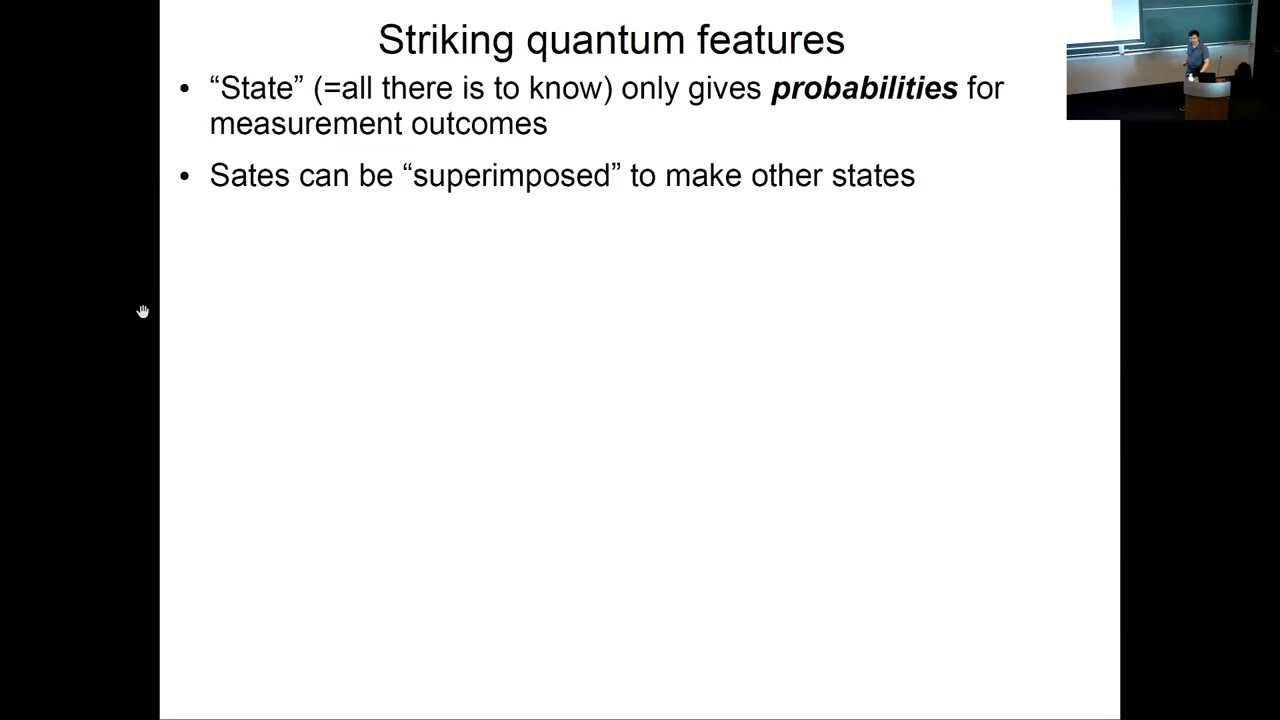 Striking quantum features
• “State” (=all there is to know) only gives probabilities for
measurement outcomes
• Sates can be “superimposed” to make other states